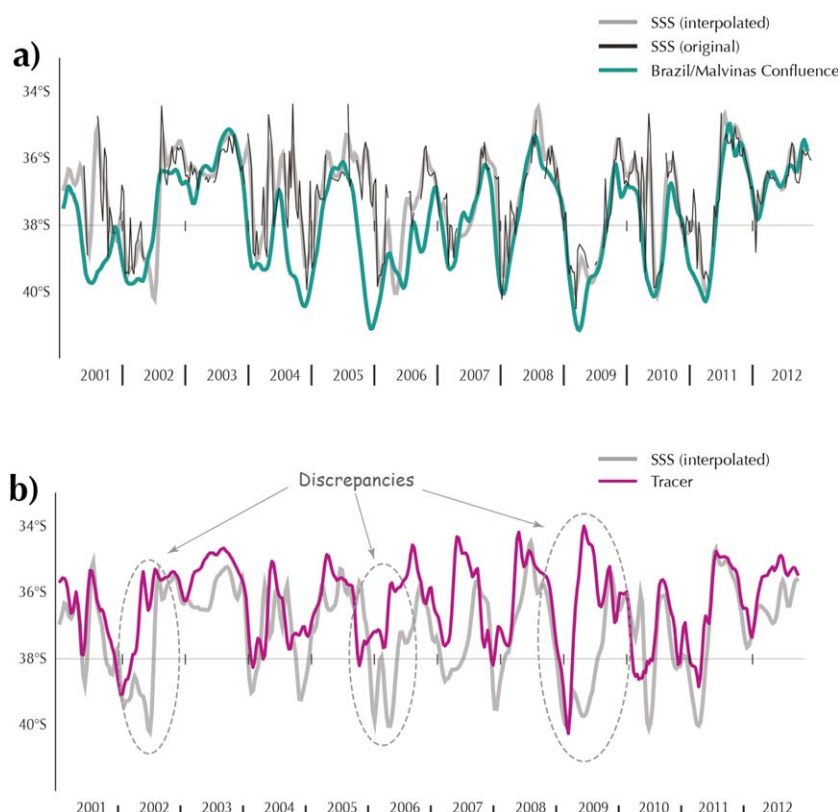 SSS (interpolated)
SSS (original)
Brazil/Malvinas Confluence
a)
34°S
36°S
38°S
40°S
2001 2002 2003 2004 2005 2006 2007 2008 2009 2010 2011 2012
SSS (interpolated)
Tracer
b)
Discrepancies
34°S
36°S
38°S
40°S
2001 2002 2003 2004 2005 2006 2007 2008 2009 2010 2011 2012